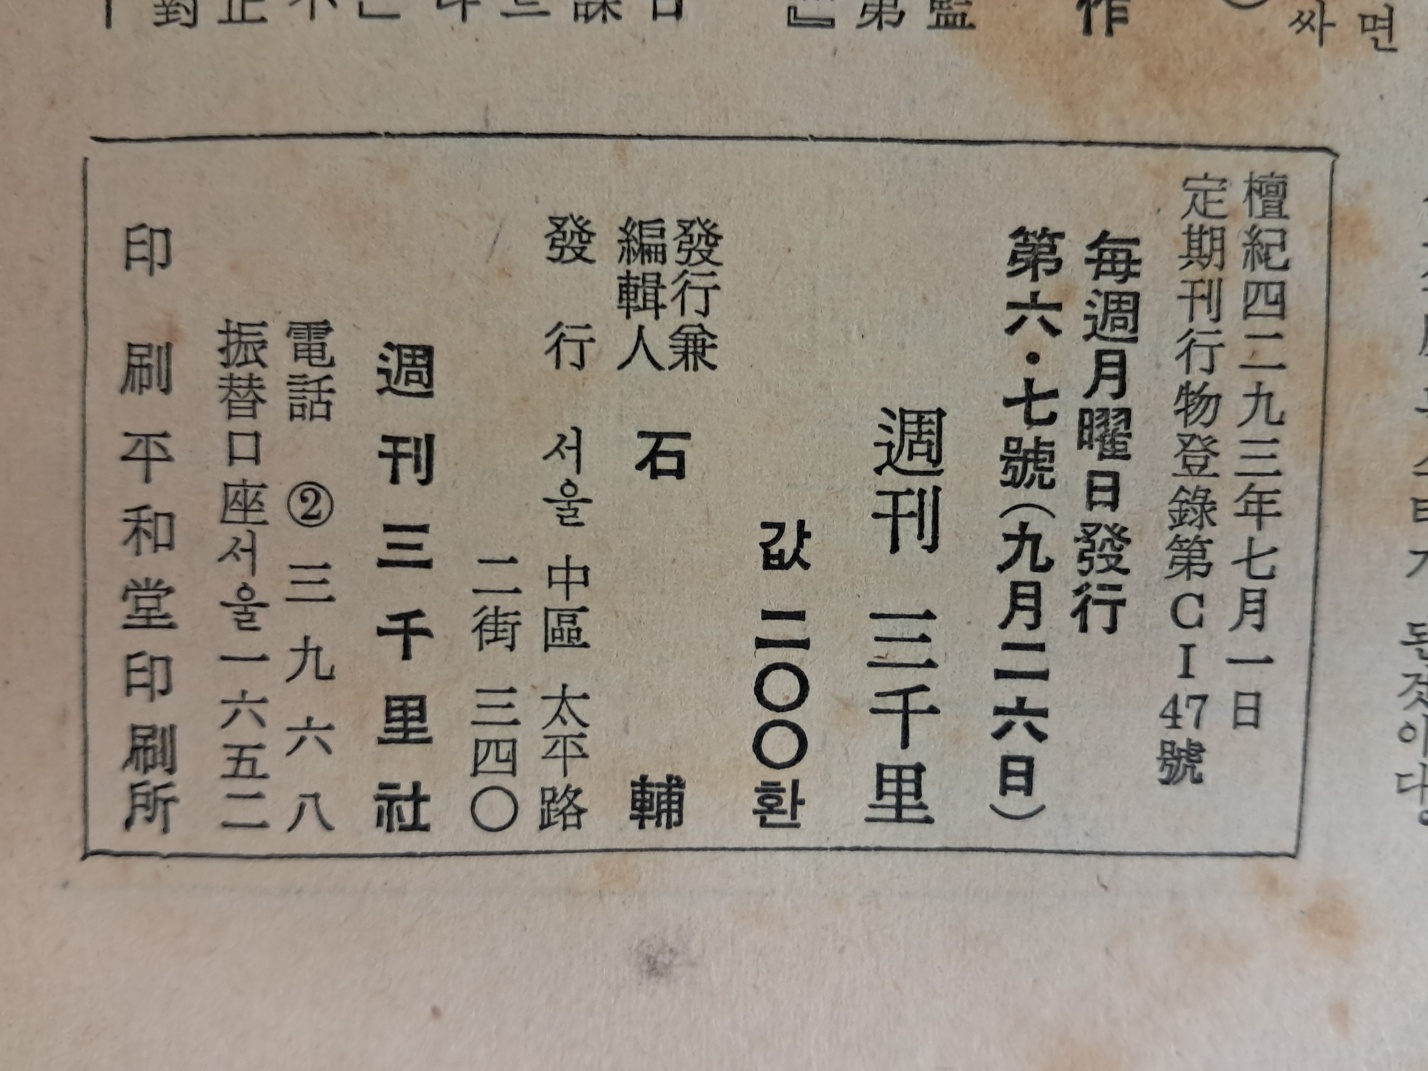 檀紀四二九三年七月一日
定期刊行物登錄第CI47號
每週月曜日發行
第六·七號(九月二六日)
週刊 三千里
값 二〇〇환
發行兼
編輯人 石 輔
發行 서울 中區 太平路
二街 三四〇
週刊三千里社
電話 ② 三九六八
振替口座서울一六五二
印刷 平和堂印刷所